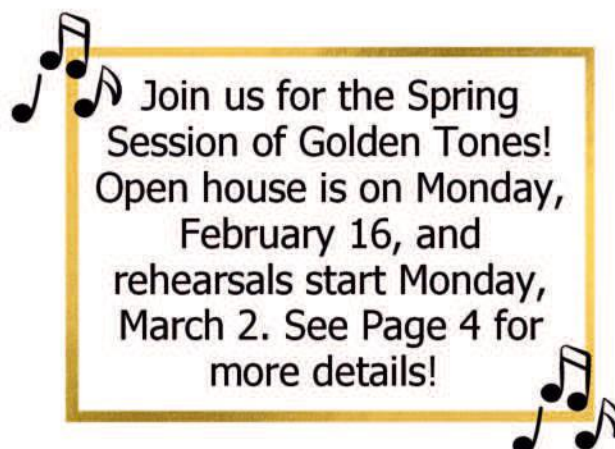 Join us for the Spring
Session of Golden Tones!
Open house is on Monday,
February 16, and
rehearsals start Monday,
March 2. See Page 4 for
more details!